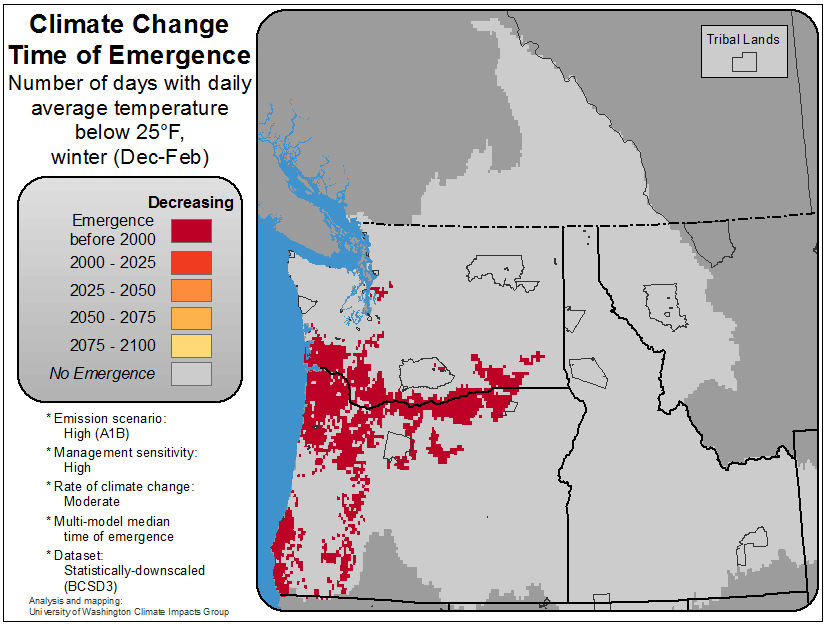 Climate Change
Time of Emergence
Number of days with daily
average temperature
below 25°F,
winter (Dec-Feb)
Decreasing
Emergence
before 2000
2000 - 2025
2025 - 2050
2050 - 2075
2075 - 2100
No Emergence
* Emission scenario:
High (A1B)
* Management sensitivity:
High
* Rate of climate change:
Moderate
* Multi-model median
time of emergence
* Dataset:
Statistically-downscaled
(BCSD3)
Analysis and mapping:
University of Washington Climate Impacts Group
Tribal Lands